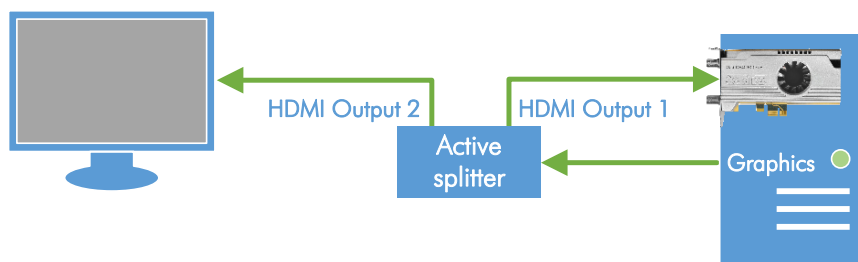 HDMI Output 2
HDMI Output 1
Active
splitter
Graphics